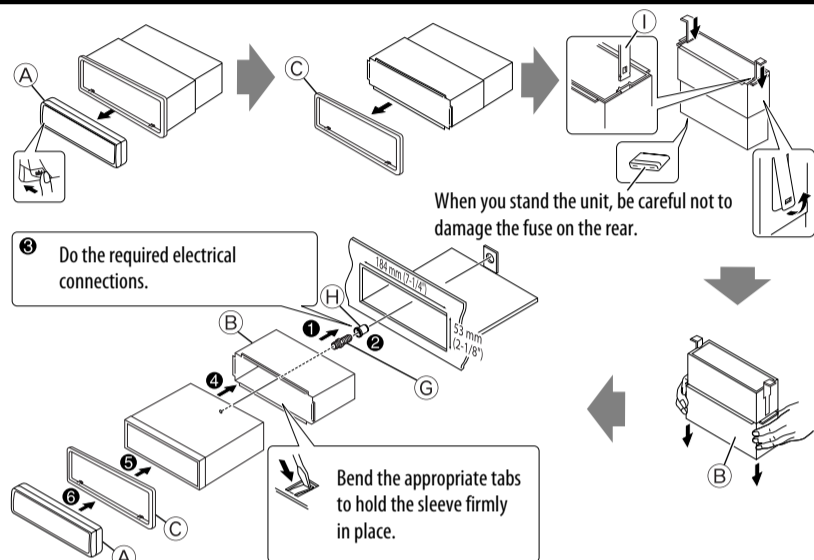 A
C
I
When you stand the unit, be careful not to
damage the fuse on the rear.
❸ Do the required electrical
connections.
184 mm (7-1/4")
53 mm
(2-1/8")
H
❶
❷
B
G
❹
❺
❻
C
A
Bend the appropriate tabs
to hold the sleeve firmly
in place.
B